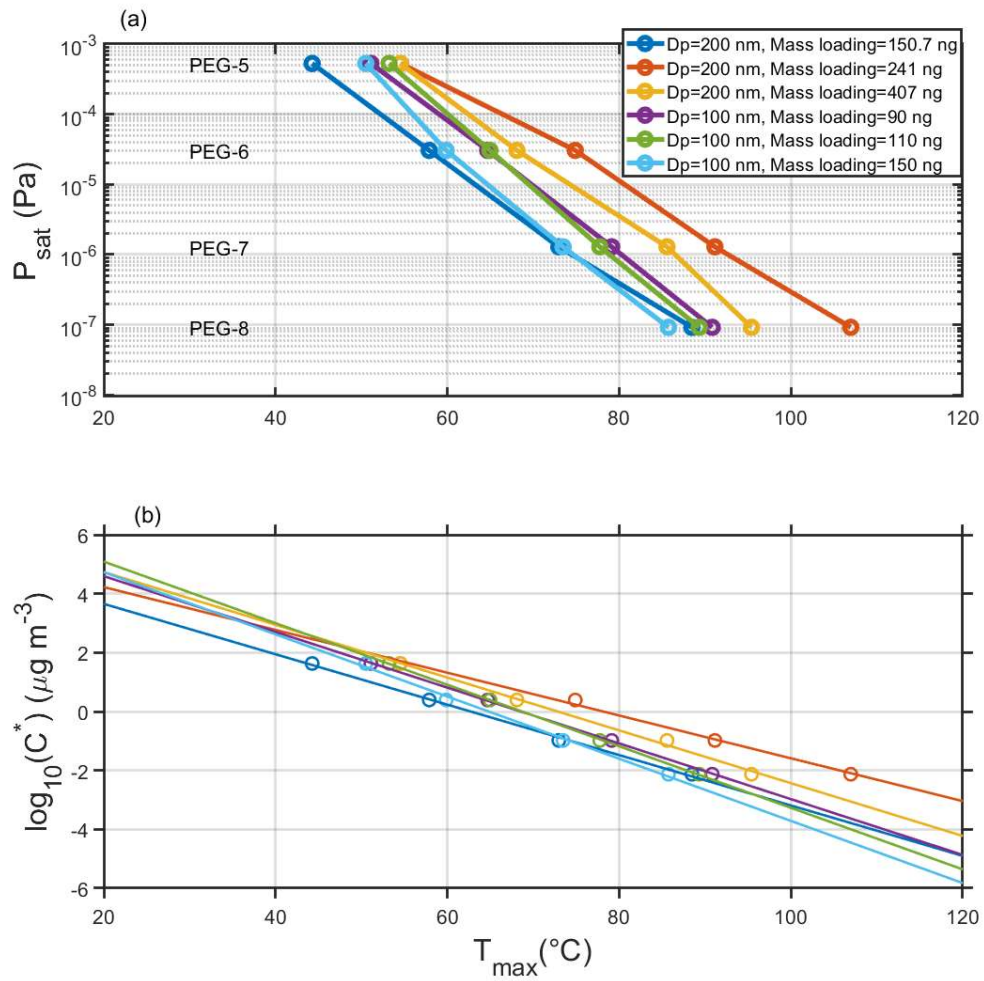 (a)
10⁻³
10⁻⁴
10⁻⁵
10⁻⁶
10⁻⁷
10⁻⁸
P_sat (Pa)
PEG-5
PEG-6
PEG-7
PEG-8
Dp=200 nm, Mass loading=150.7 ng
Dp=200 nm, Mass loading=241 ng
Dp=200 nm, Mass loading=407 ng
Dp=100 nm, Mass loading=90 ng
Dp=100 nm, Mass loading=110 ng
Dp=100 nm, Mass loading=150 ng
20 40 60 80 100 120
(b)
6
4
2
0
-2
-4
-6
log₁₀(C*) (μg m⁻³)
20 40 60 80 100 120
T_max(°C)